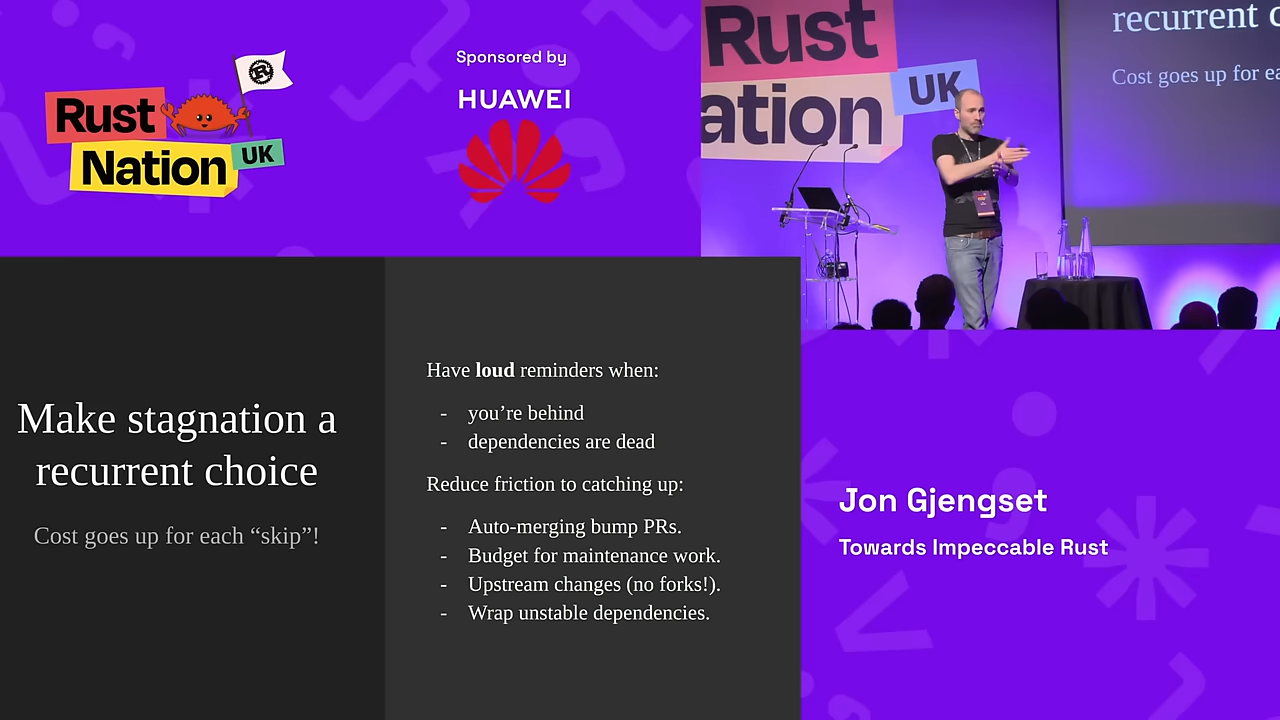 Rust
Nation
UK
Sponsored by
HUAWEI
Rust
ation
UK
recurrent c
Cost goes up for ea
Make stagnation a
recurrent choice
Cost goes up for each “skip”!
Have loud reminders when:
- you’re behind
- dependencies are dead
Reduce friction to catching up:
- Auto-merging bump PRs.
- Budget for maintenance work.
- Upstream changes (no forks!).
- Wrap unstable dependencies.
Jon Gjengset
Towards Impeccable Rust